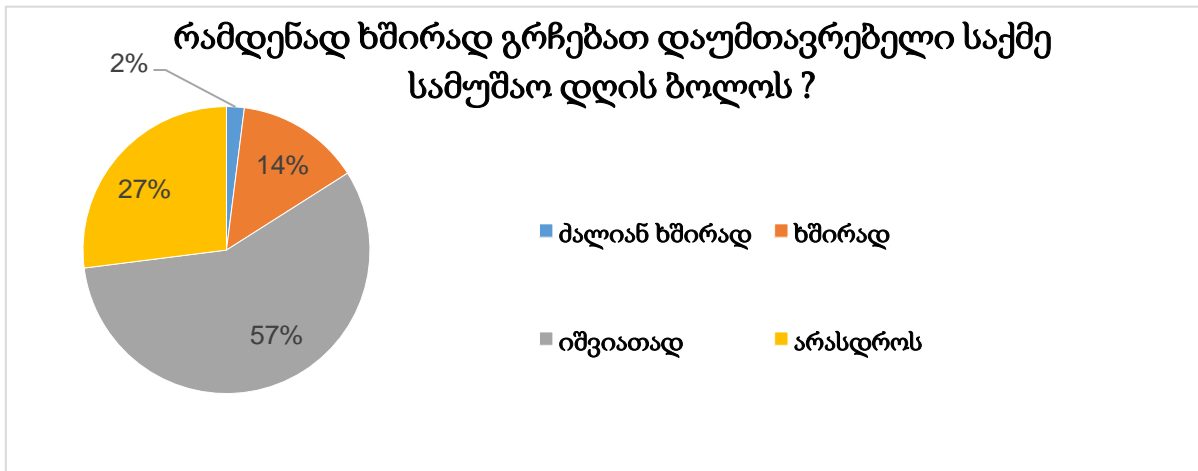 რამდენად ხშირად გრჩებათ დაუმთავრებელი საქმე
სამუშაო დღის ბოლოს ?
2%
14%
27%
57%
ძალიან ხშირად
ხშირად
იშვიათად
არასდროს